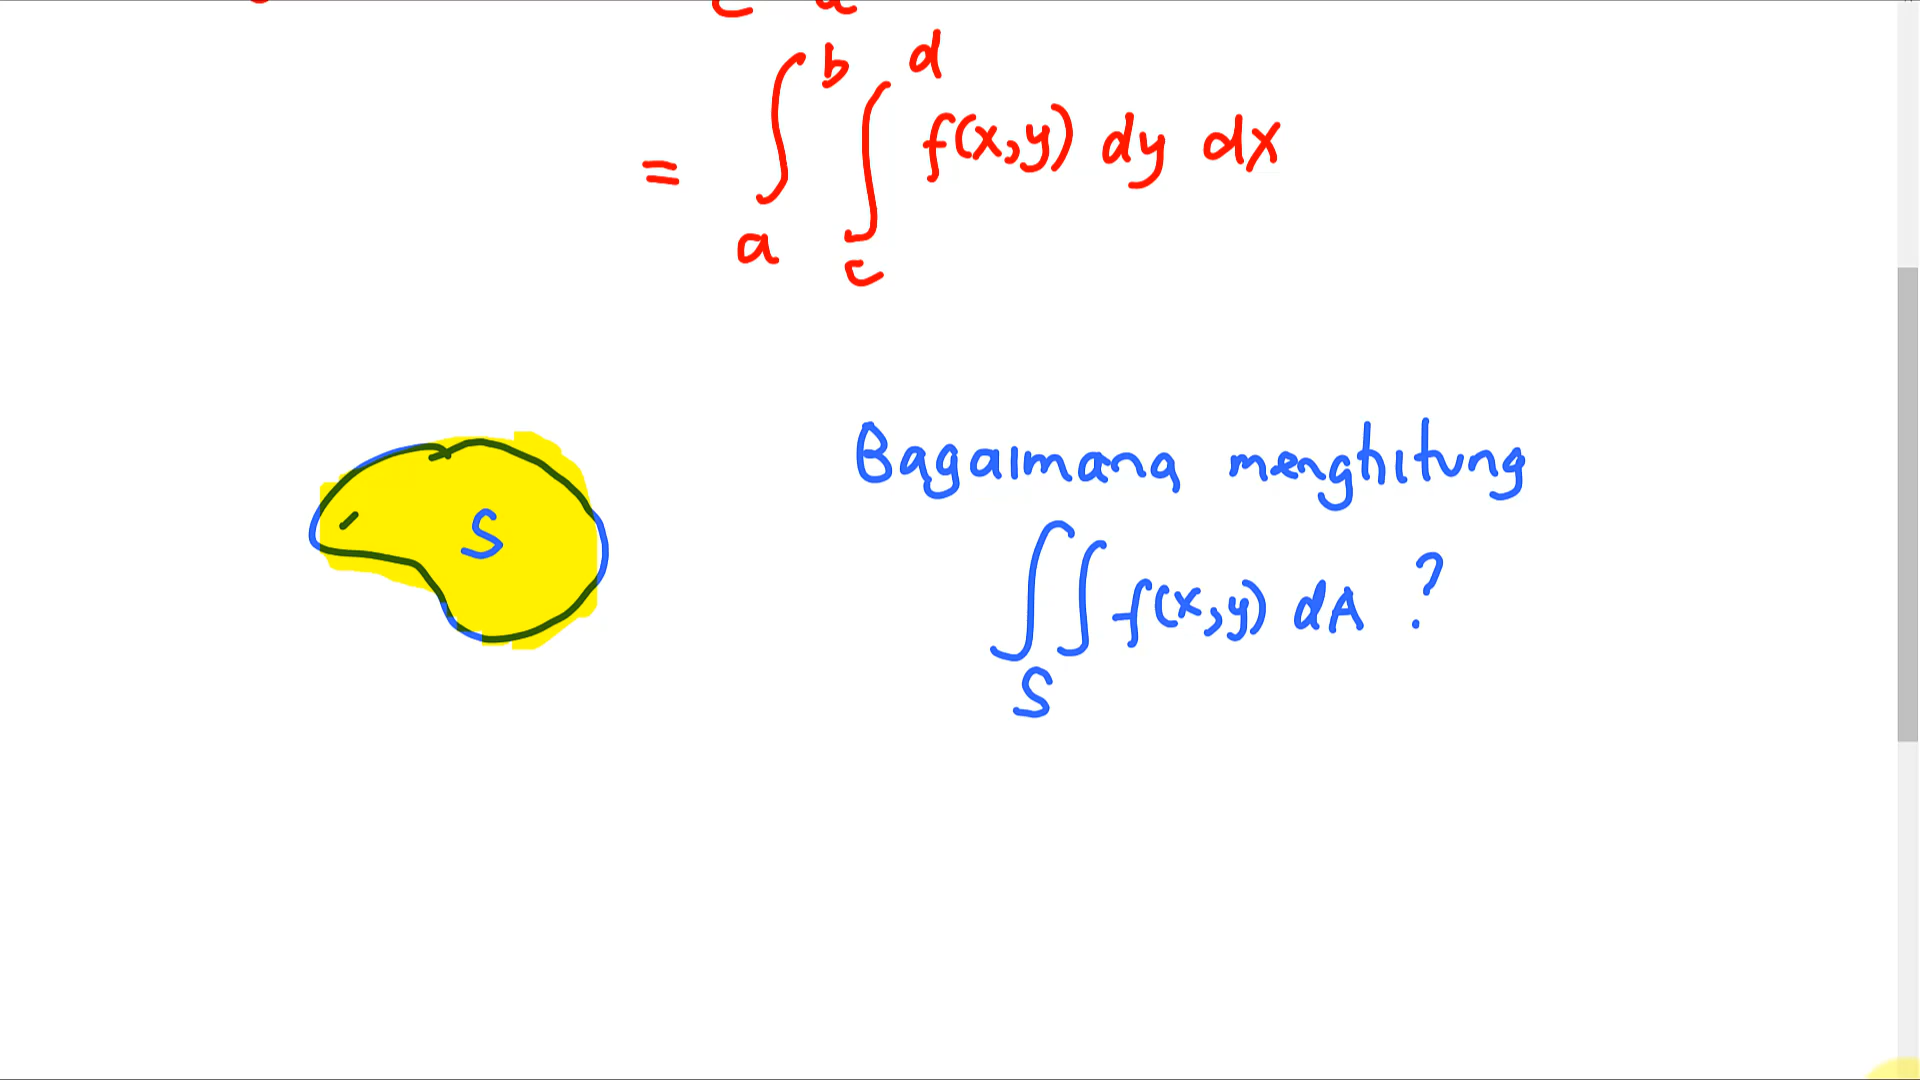 = ∫_a^b ∫_c^d f(x,y) dy dx
S
Bagaimana menghitung
∫∫_S f(x,y) dA ?